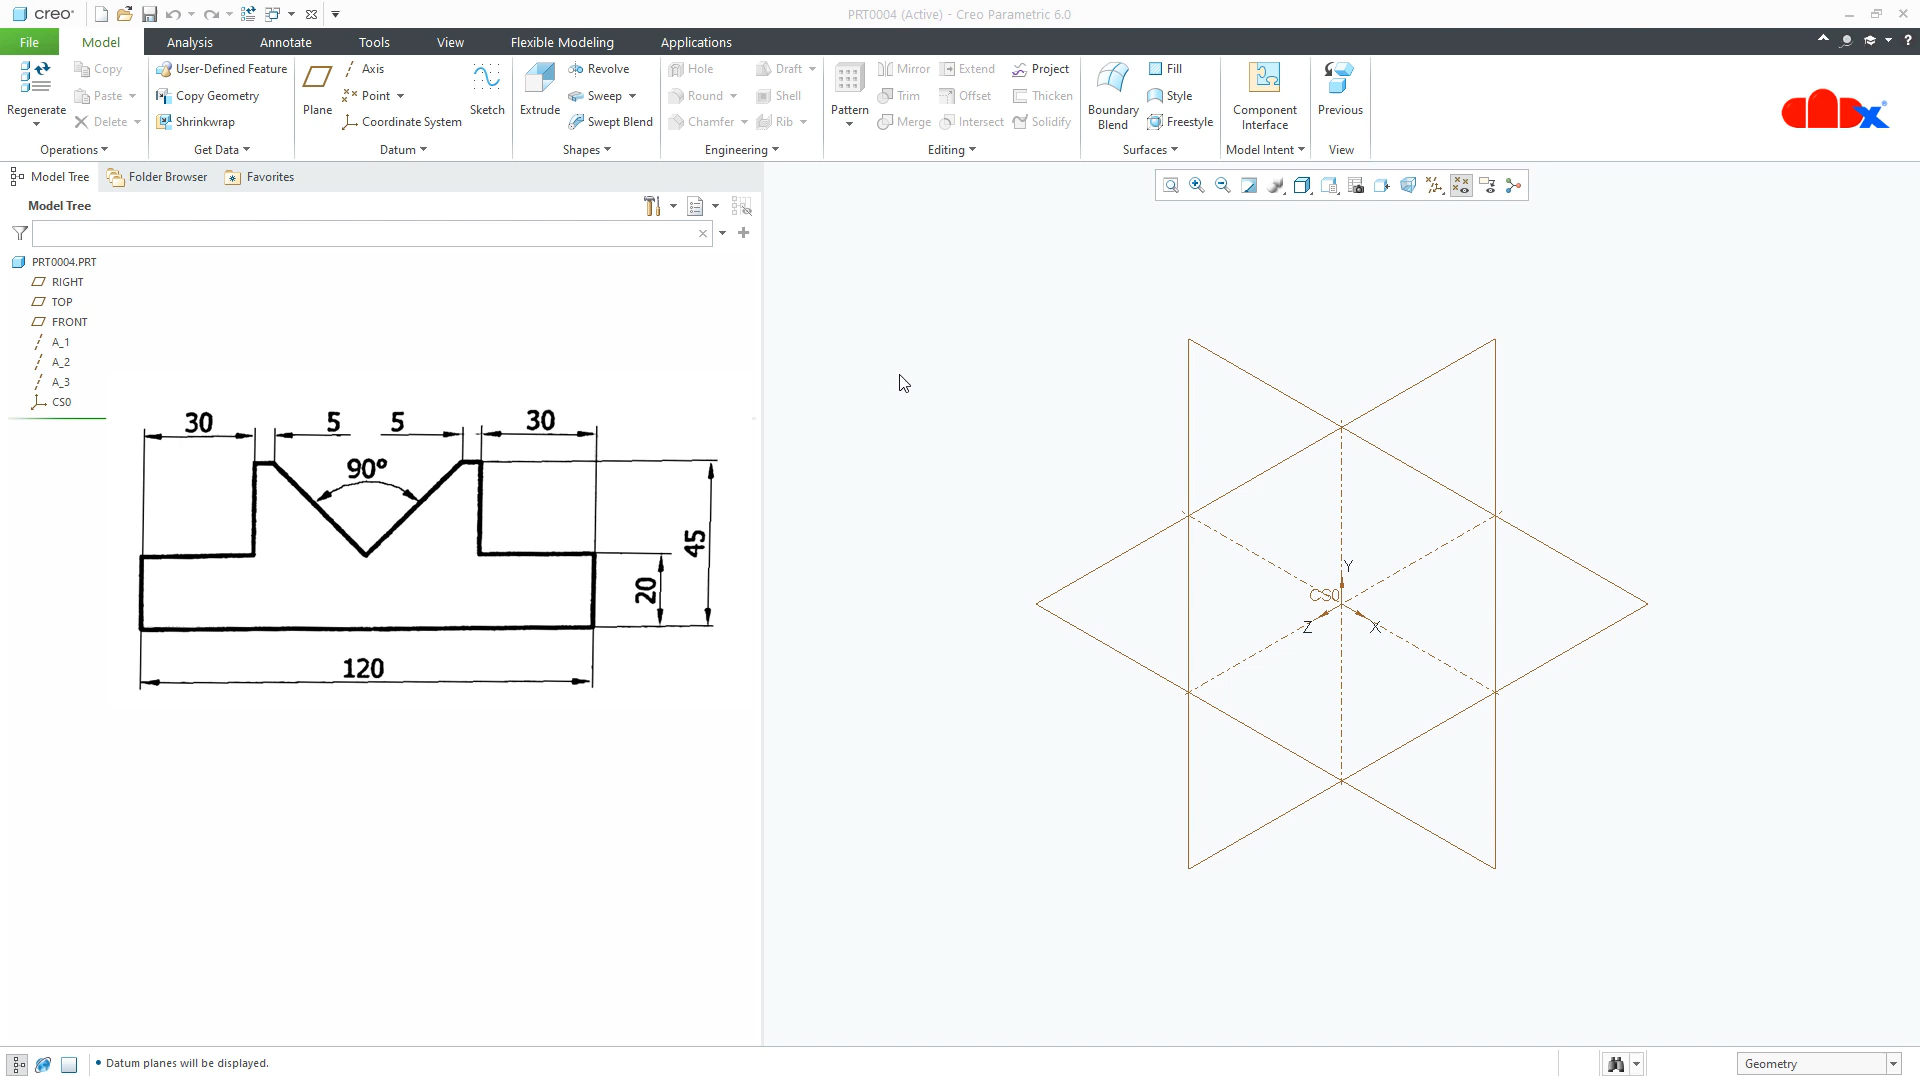 creo
PRT0004 (Active) - Creo Parametric 6.0
File Model Analysis Annotate Tools View Flexible Modeling Applications
Regenerate
Copy
Paste
Delete
Operations
User-Defined Feature
Copy Geometry
Shrinkwrap
Get Data
Plane
Axis
Point
Coordinate System
Sketch
Datum
Extrude
Revolve
Sweep
Swept Blend
Shapes
Hole
Round
Chamfer
Draft
Shell
Rib
Engineering
Pattern
Mirror
Trim
Merge
Extend
Offset
Intersect
Project
Thicken
Solidify
Editing
Boundary
Blend
Fill
Style
Freestyle
Surfaces
Component
Interface
Model Intent
Previous
View
Model Tree Folder Browser Favorites
Model Tree
PRT0004.PRT
RIGHT
TOP
FRONT
A_1
A_2
A_3
CS0
30 5 5 30
90°
45
20
120
Y
CS0
Z X
Datum planes will be displayed.
Geometry